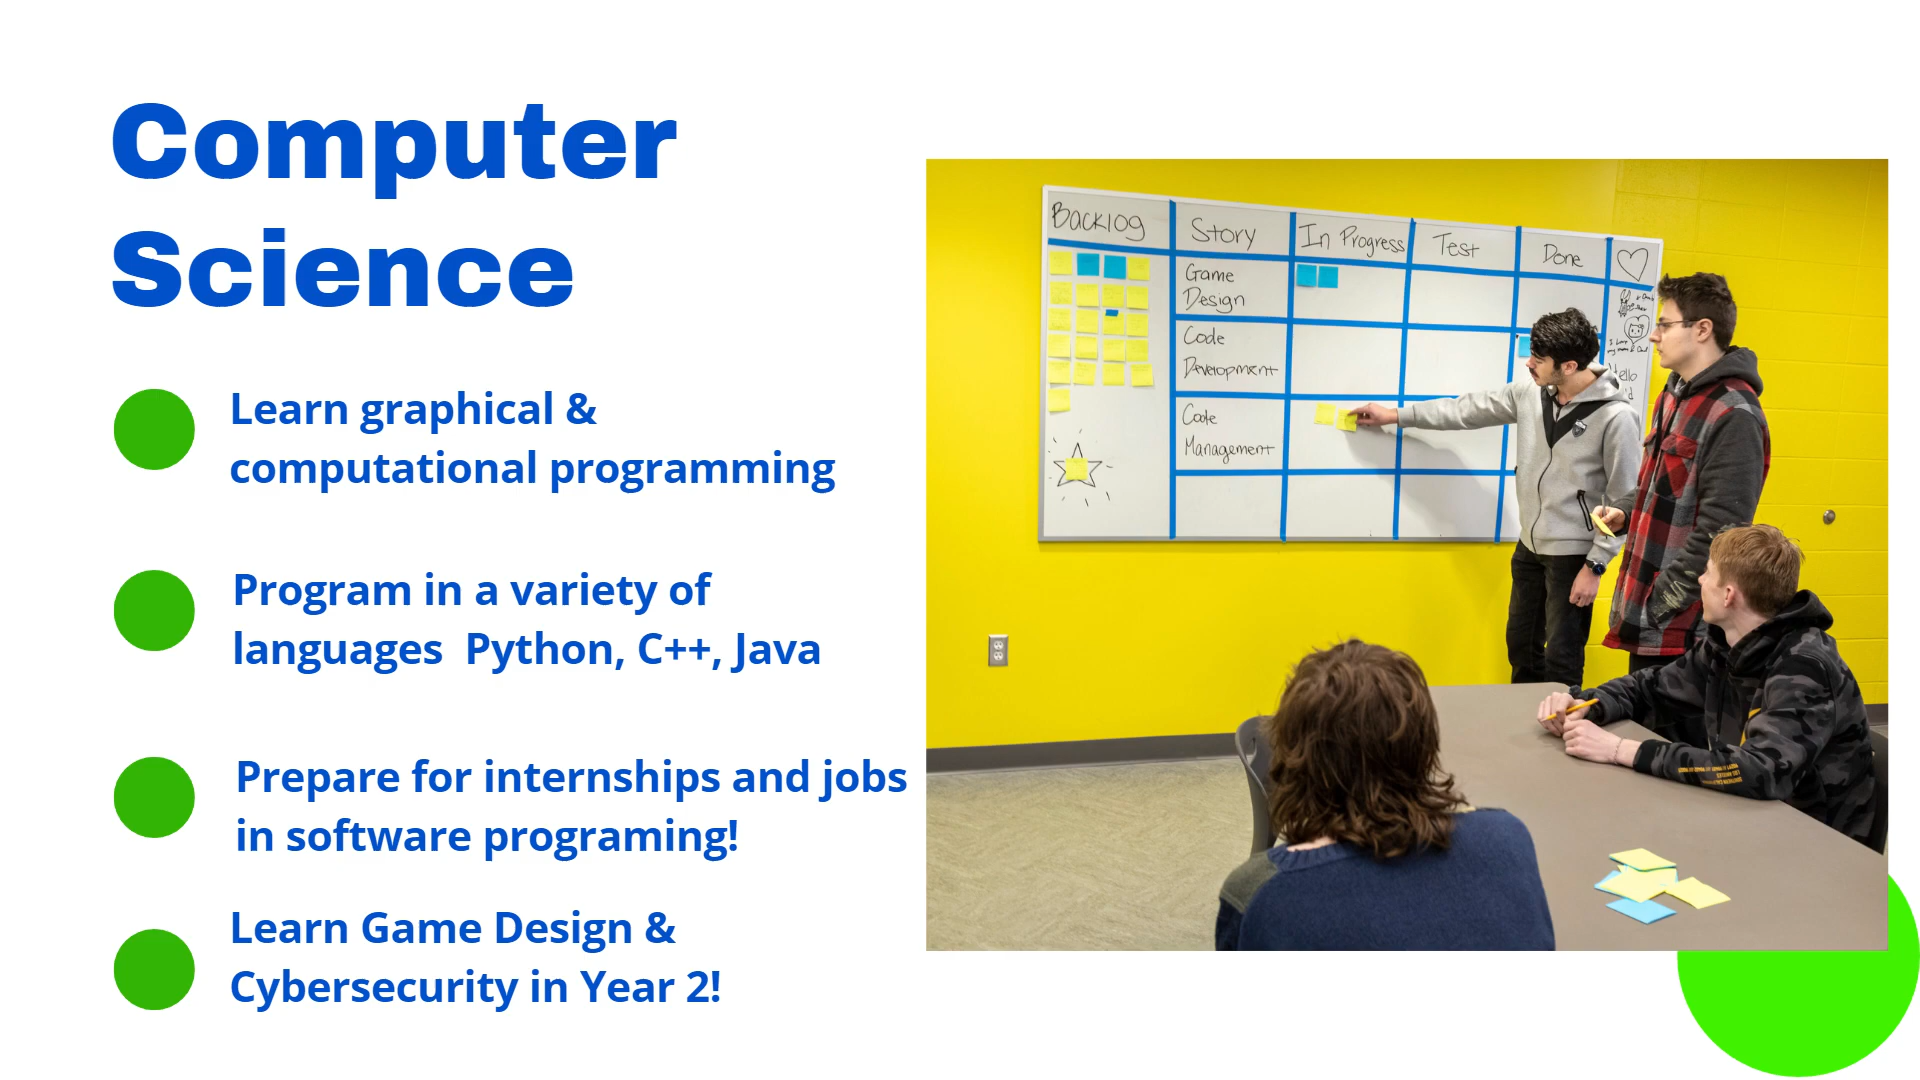 Computer
Science
Learn graphical &
computational programming
Program in a variety of
languages  Python, C++, Java
Prepare for internships and jobs
in software programing!
Learn Game Design &
Cybersecurity in Year 2!
Backlog
Story
In Progress
Test
Done
Game
Design
Code
Development
Code
Management
Hello